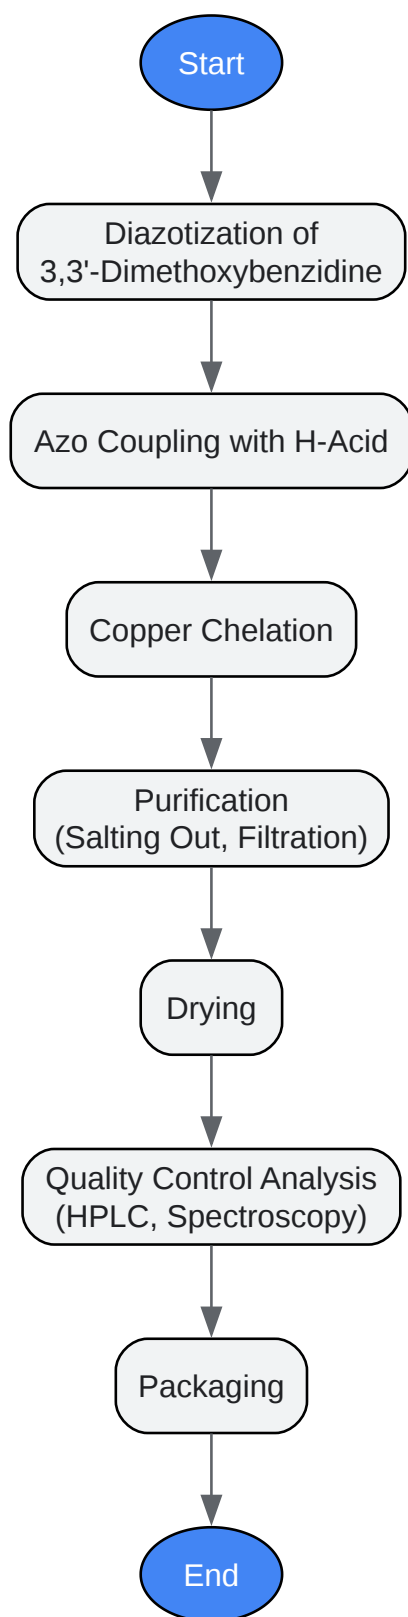 Start
Diazotization of
3,3'-Dimethoxybenzidine
Azo Coupling with H-Acid
Copper Chelation
Purification
(Salting Out, Filtration)
Drying
Quality Control Analysis
(HPLC, Spectroscopy)
Packaging
End